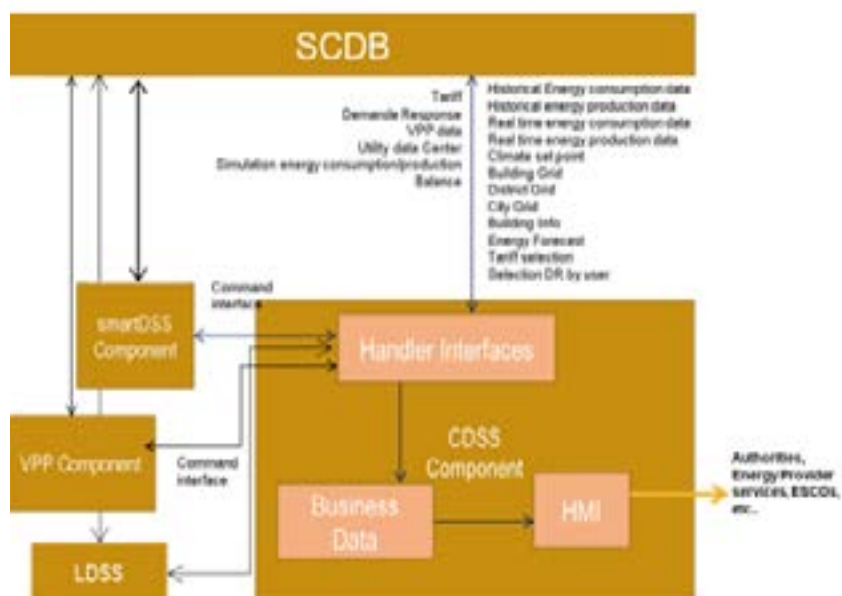 SCDB
Tariff
Demande Response
VPP data
Utility data Center
Simulation energy consumption/production
Balance
Historical Energy consumption data
Historical energy production data
Real time energy consumption data
Real time energy production data
Climate set point
Building Grid
District Grid
City Grid
Building Info
Energy Forecast
Tariff selection
Selection DR by user
Command
interface
smartDSS
Component
Handler Interfaces
VPP Component
Command
interface
CDSS
Component
Business
Data
HMI
Authorities,
Energy Provider
services, ESCOs,
etc..
LDSS